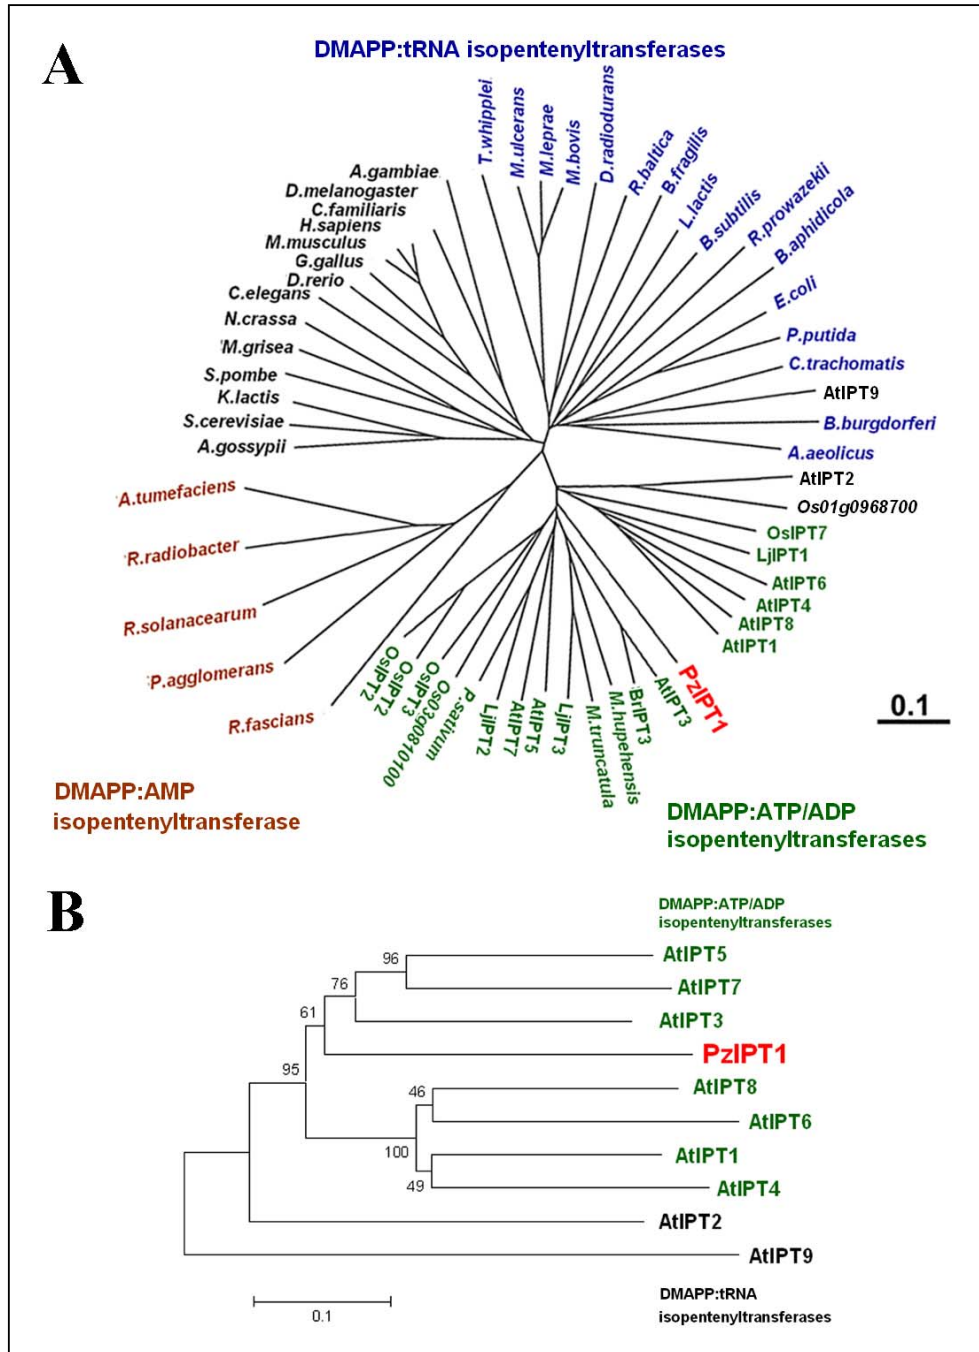 A
DMAPP:tRNA isopentenyltransferases
T.whipplei
M.ulcerans
M.leprae
M.bovis
D.radiodurans
R.baltica
B.fragilis
L.lactis
B.subtilis
R.prowazekii
B.aphidicola
E.coli
P.putida
C.trachomatis
AtIPT9
B.burgdorferi
A.aeolicus
AtIPT2
Os01g0968700
OsIPT7
LjIPT1
AtIPT6
AtIPT4
AtIPT8
AtIPT1
PzIPT1
AtIPT3
BrIPT3
M.hupehensis
M.truncatula
LjIPT3
AtIPT5
AtIPT7
LjIPT2
P.sativum
Os03g0810100
OsIPT3
OsIPT2
OsIPT2
R.fascians
P.agglomerans
R.solanacearum
R.radiobacter
A.tumefaciens
A.gossypii
S.cerevisiae
K.lactis
S.pombe
M.grisea
N.crassa
C.elegans
D.rerio
G.gallus
M.musculus
H.sapiens
C.familiaris
D.melanogaster
A.gambiae
0.1
DMAPP:AMP
isopentenyltransferase
DMAPP:ATP/ADP
isopentenyltransferases
B
DMAPP:ATP/ADP
isopentenyltransferases
96
AtIPT5
76
AtIPT7
61
AtIPT3
PzIPT1
95
46
AtIPT8
AtIPT6
100
AtIPT1
49
AtIPT4
AtIPT2
AtIPT9
0.1
DMAPP:tRNA
isopentenyltransferases